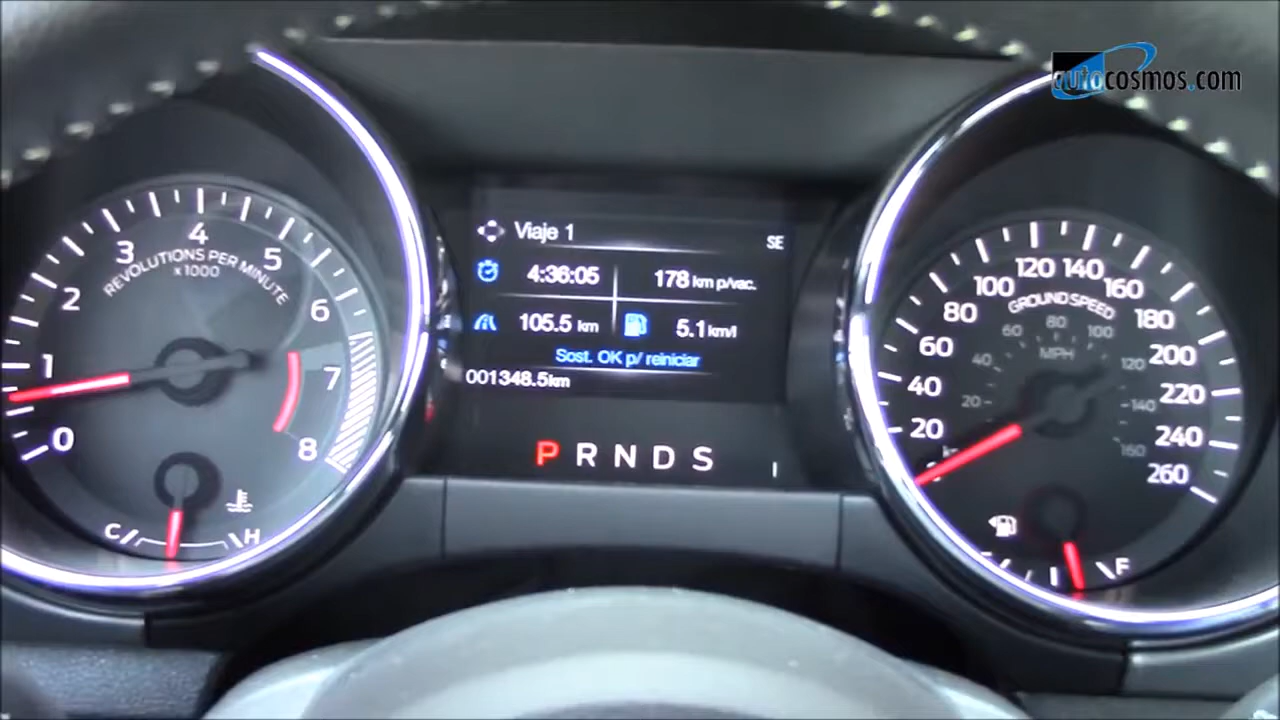 autocosmos.com
Viaje 1
SE
4:36:05
178 km p/vac.
105.5 km
5.1 km/l
Sost. OK p/ reiniciar
001348.5km
P R N D S
0
1
2
3
4
5
6
7
8
REVOLUTIONS PER MINUTE
x1000
C
H
20
40
60
80
100
120
140
160
180
200
220
240
260
GROUND SPEED
20
40
60
80
100
120
140
160
MPH
F